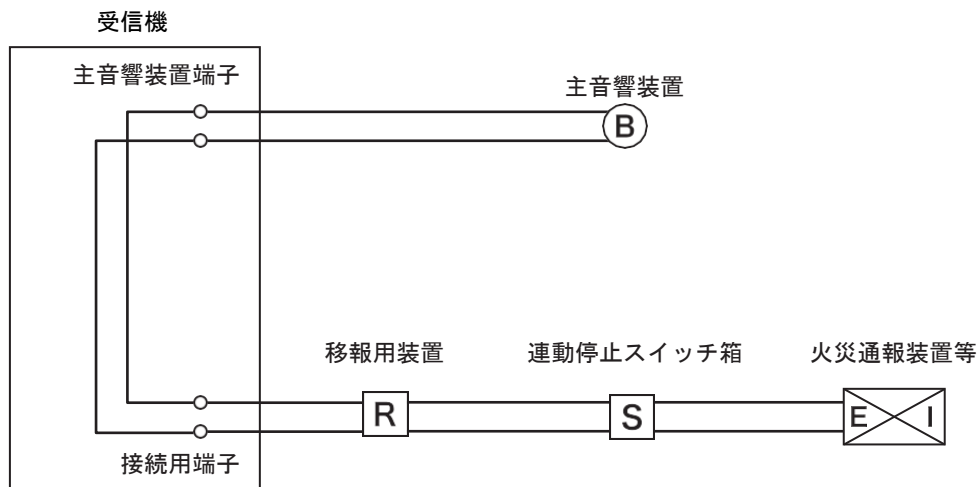 受信機
主音響装置端子
主音響装置
B
移報用装置
連動停止スイッチ箱
火災通報装置等
R
S
E I
接続用端子